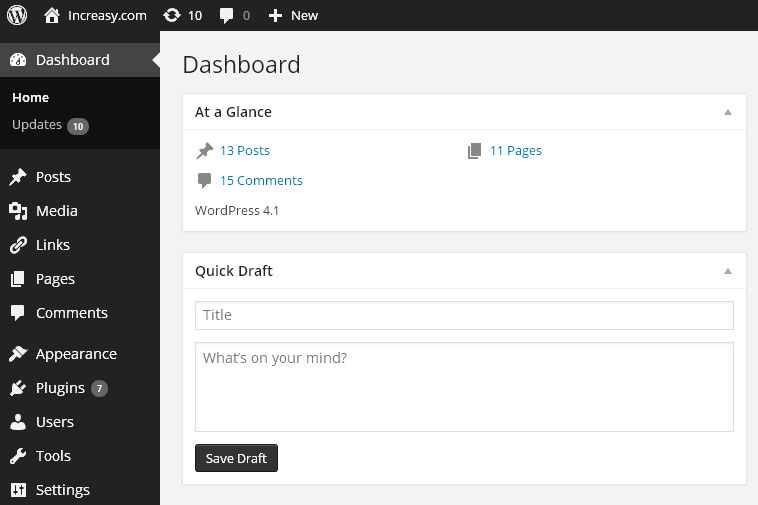 Increasy.com 10 0 New
Dashboard
Home
Updates 10
Posts
Media
Links
Pages
Comments
Appearance
Plugins 7
Users
Tools
Settings
Dashboard
At a Glance
13 Posts 11 Pages
15 Comments
WordPress 4.1
Quick Draft
Title
What's on your mind?
Save Draft